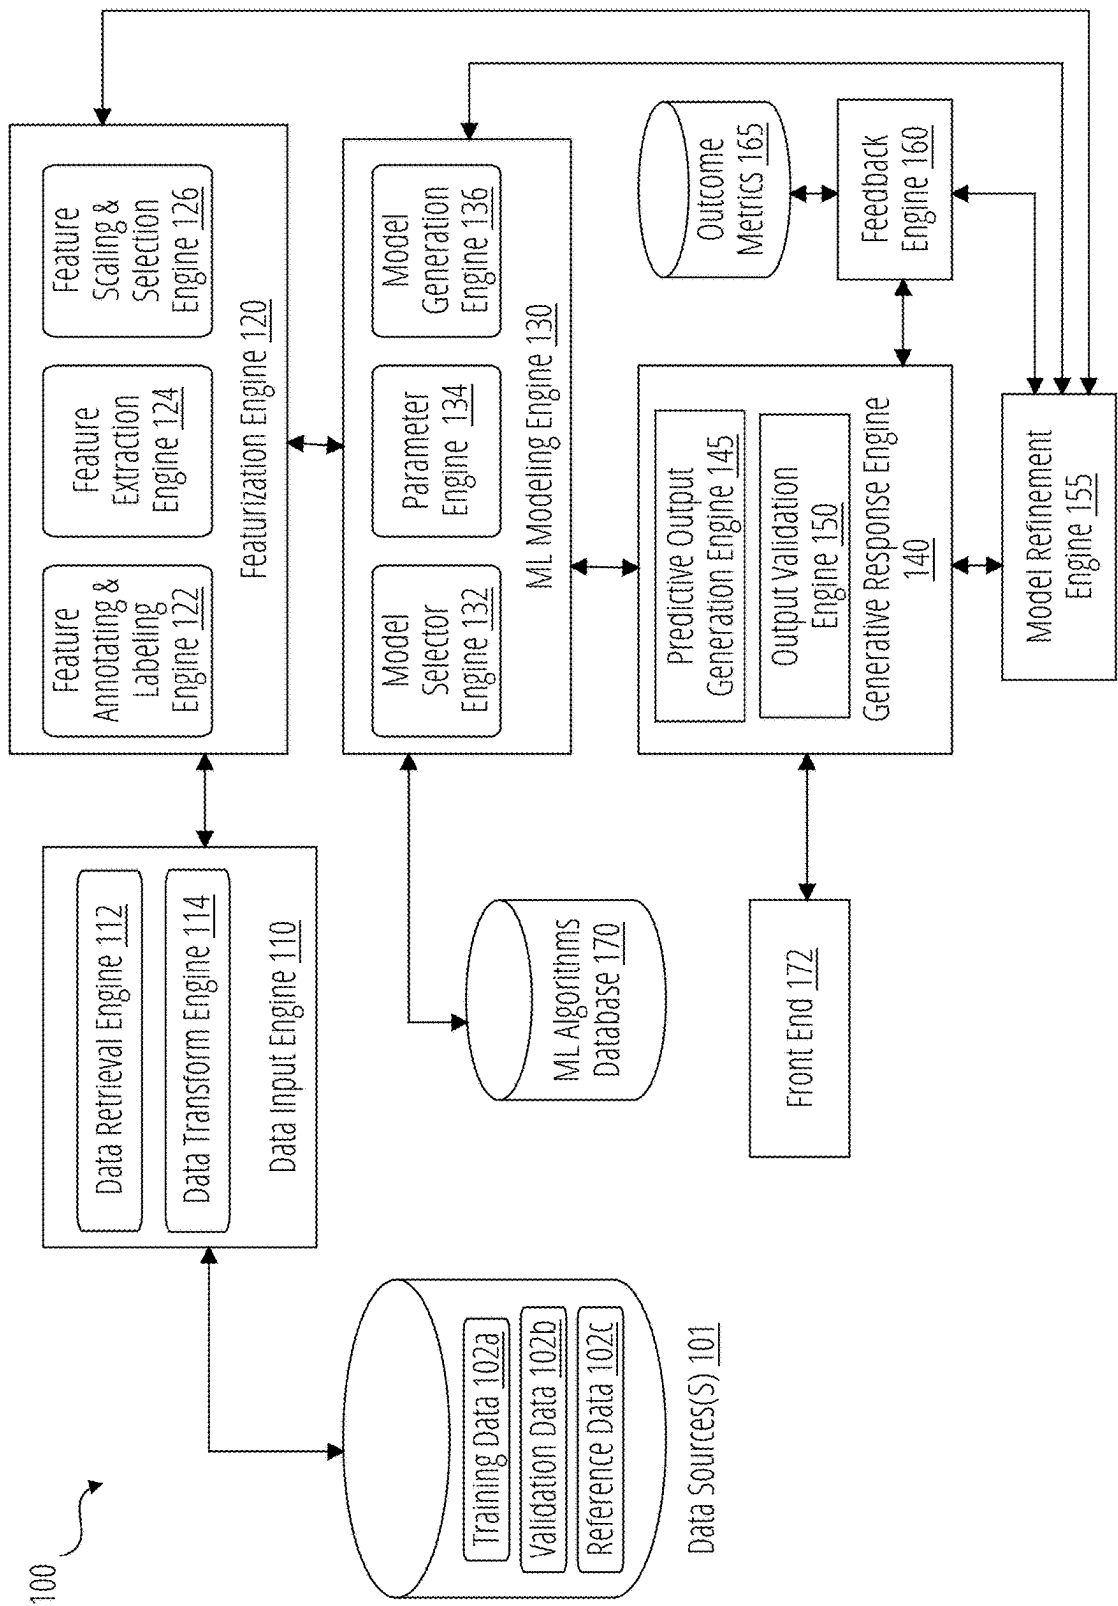 100
Training Data 102a
Validation Data 102b
Reference Data 102c
Data Sources(S) 101
Data Retrieval Engine 112
Data Transform Engine 114
Data Input Engine 110
ML Algorithms
Database 170
Front End 172
Feature
Annotating &
Labeling
Engine 122
Feature
Extraction
Engine 124
Feature
Scaling &
Selection
Engine 126
Featurization Engine 120
Model
Selector
Engine 132
Parameter
Engine 134
Model
Generation
Engine 136
ML Modeling Engine 130
Predictive Output
Generation Engine 145
Output Validation
Engine 150
Generative Response Engine
140
Outcome
Metrics 165
Feedback
Engine 160
Model Refinement
Engine 155